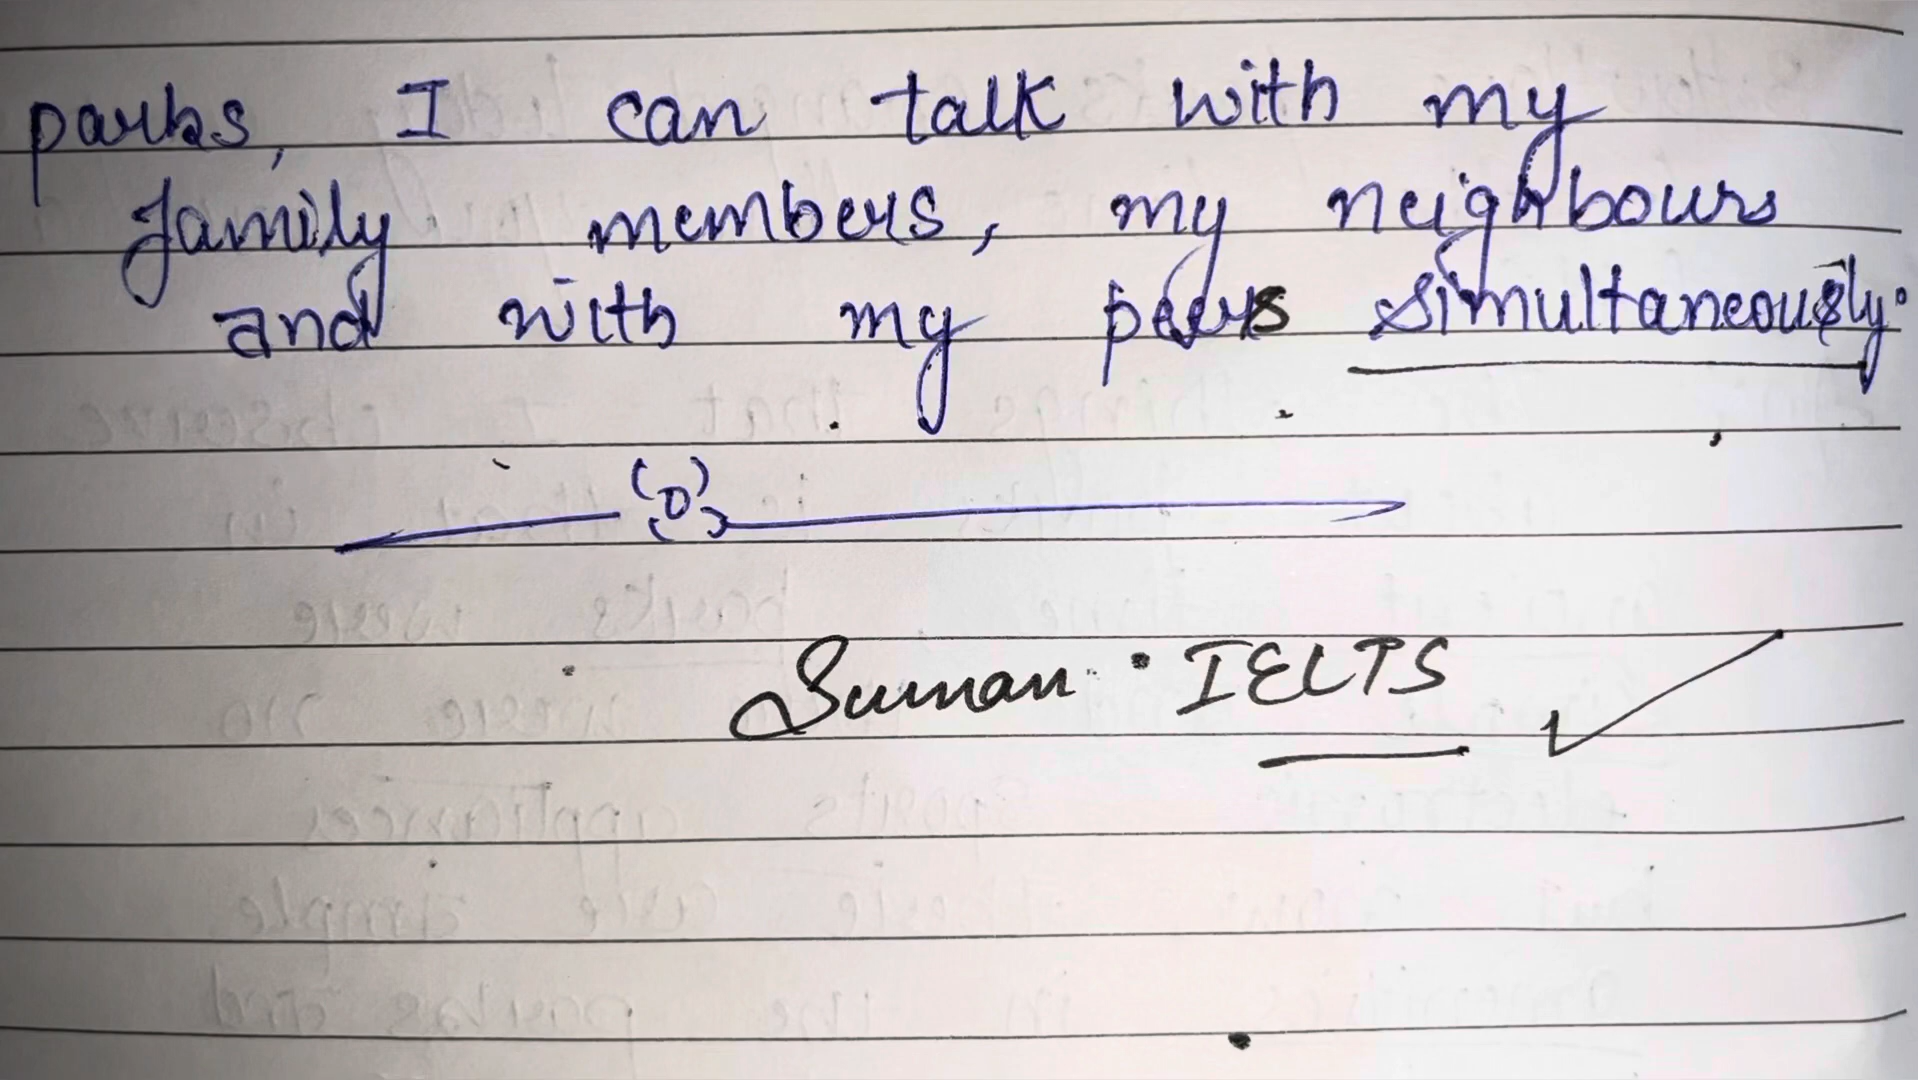 parks, I can talk with my
family members, my neighbours
and with my peers simultaneously.
Suman. IELTS